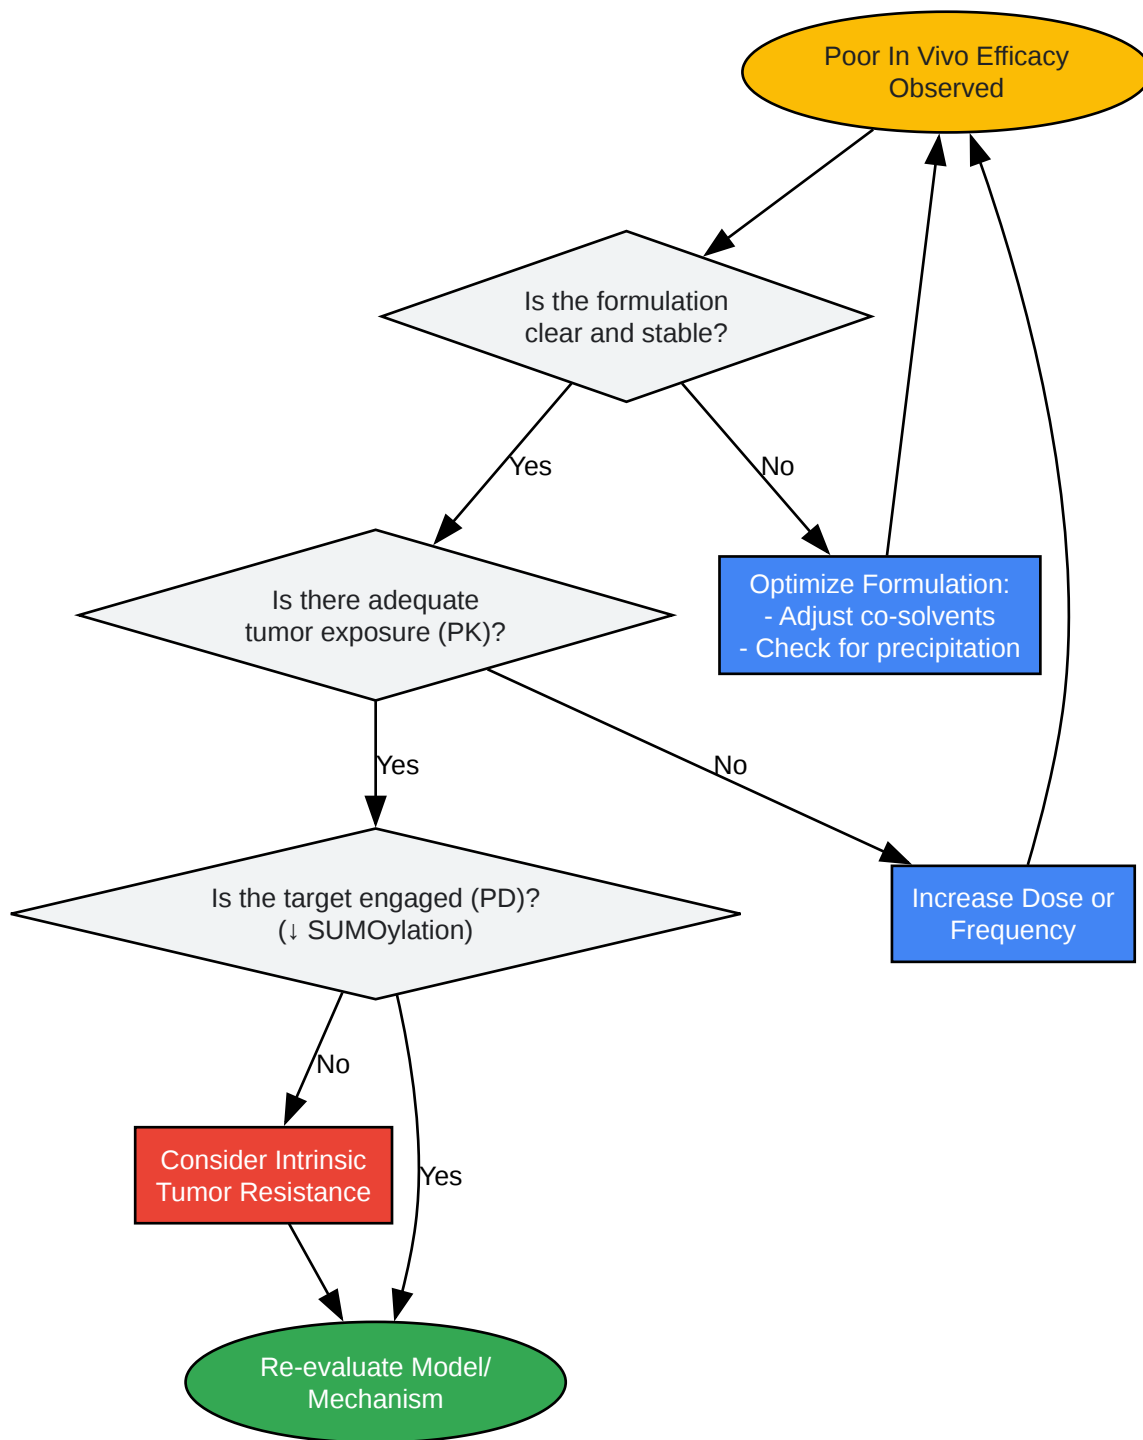 Poor In Vivo Efficacy
Observed
Is the formulation
clear and stable?
Yes
No
Is there adequate
tumor exposure (PK)?
Optimize Formulation:
- Adjust co-solvents
- Check for precipitation
Yes
No
Is the target engaged (PD)?
(↓ SUMOylation)
Increase Dose or
Frequency
No
Consider Intrinsic
Tumor Resistance
Yes
Re-evaluate Model/
Mechanism